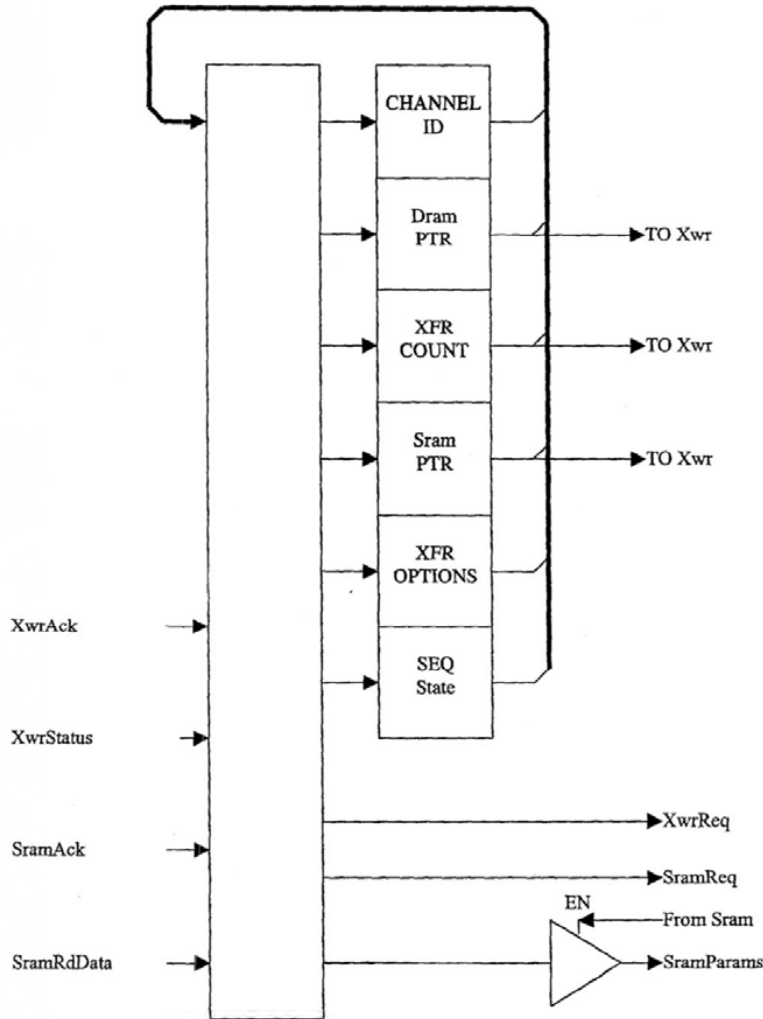 CHANNEL
ID
Dram
PTR
TO Xwr
XFR
COUNT
TO Xwr
Sram
PTR
TO Xwr
XFR
OPTIONS
XwrAck
SEQ
State
XwrStatus
XwrReq
SramAck
SramReq
EN
From Sram
SramRdData
SramParams